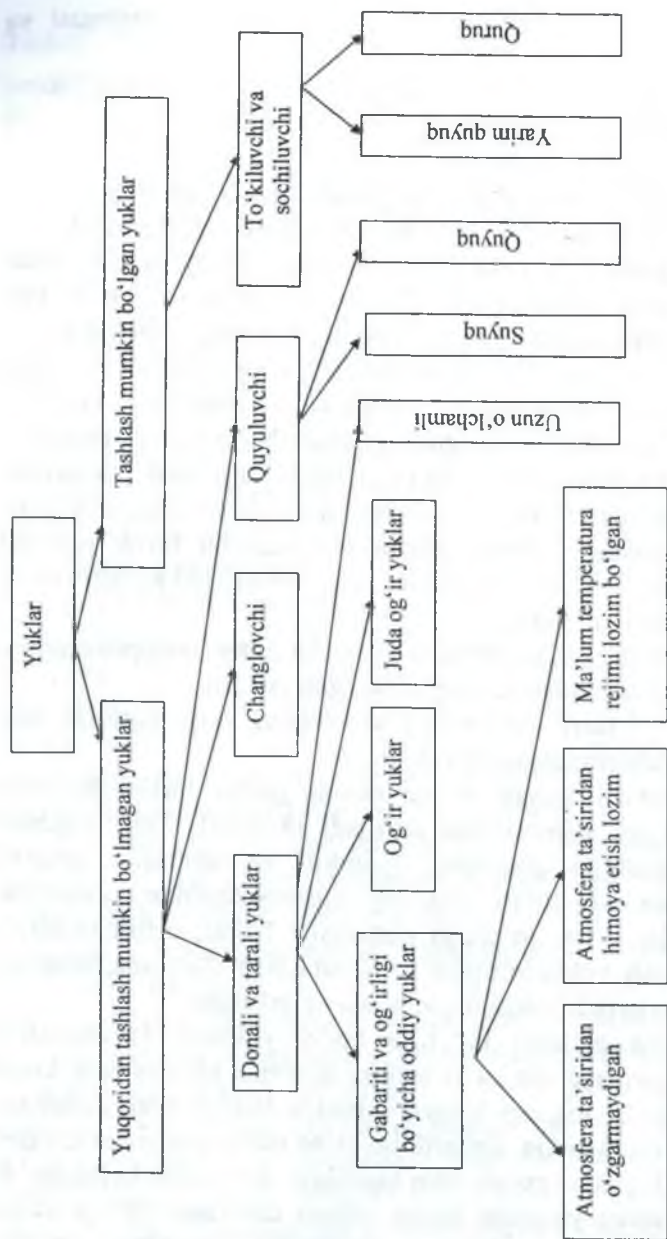 Yuklar
Yuqoridan tashlash mumkin bo‘lmagan yuklar
Tashlash mumkin bo‘lgan yuklar
Donali va tarali yuklar
Changlovchi
Quyuluvchi
To‘kiluvchi va
sochiluvchi
Gabariti va og‘irligi
bo‘yicha oddiy yuklar
Og‘ir yuklar
Juda og‘ir yuklar
Uzun o‘lchamli
Suyuq
Quyuq
Yarim quyuq
Quruq
Atmosfera ta’siridan
o‘zgarmaydigan
Atmosfera ta’siridan
himoya etish lozim
Ma’lum temperatura
rejimi lozim bo‘lgan